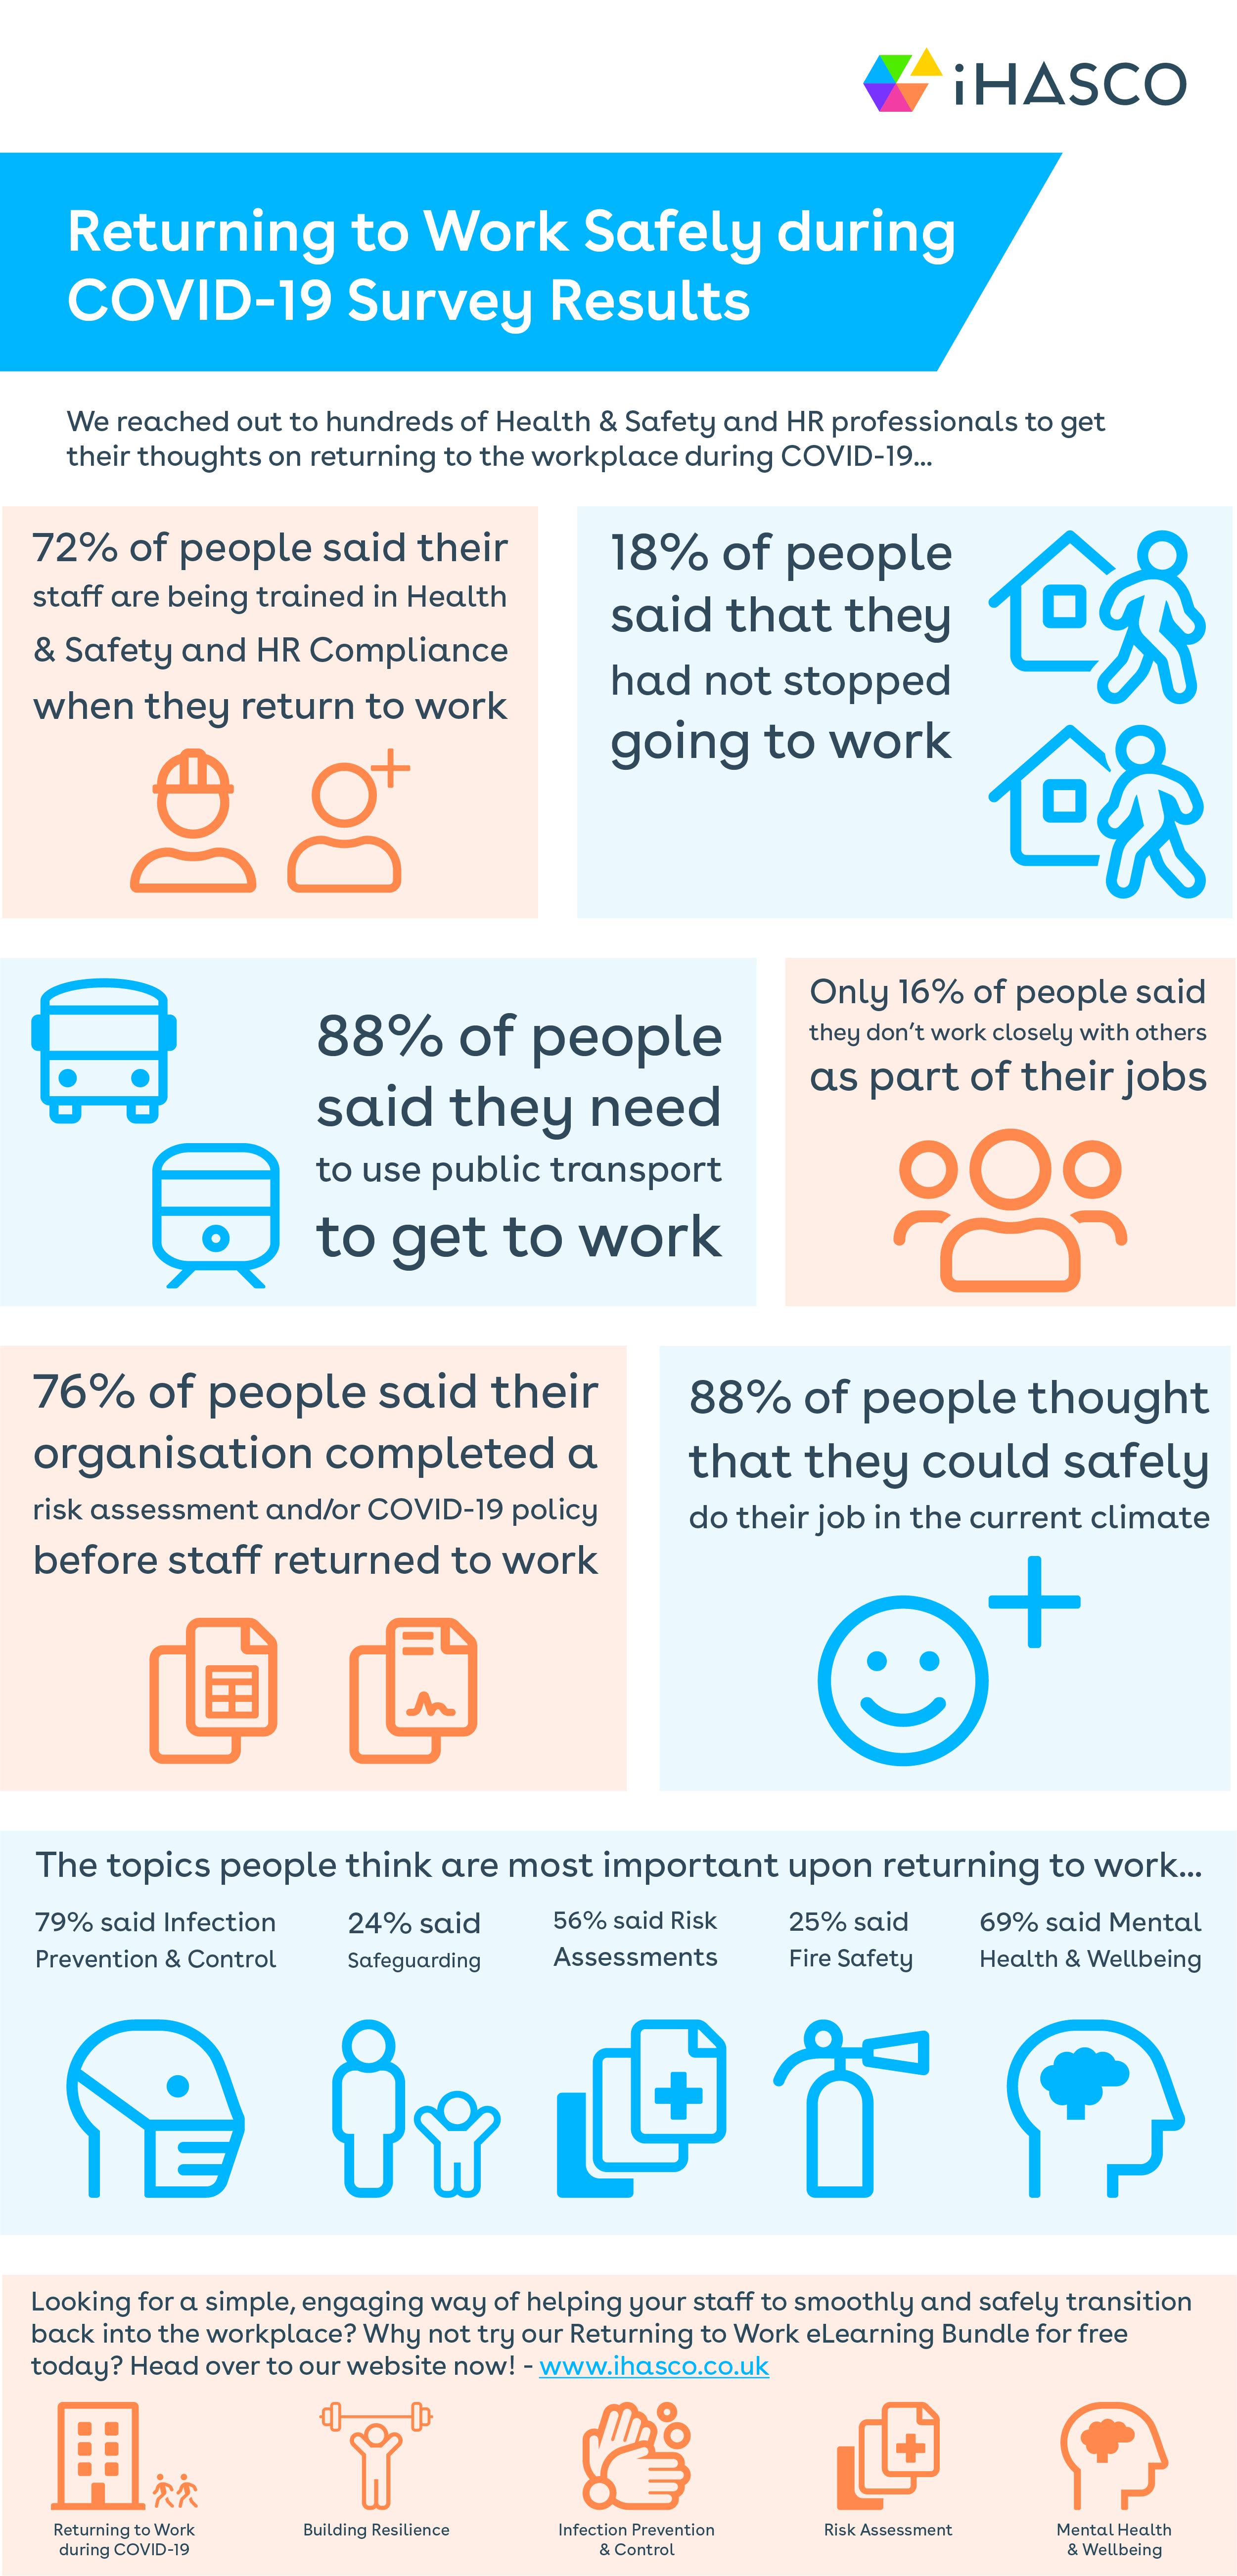 iHASCO
Returning to Work Safely during
COVID-19 Survey Results
We reached out to hundreds of Health & Safety and HR professionals to get
their thoughts on returning to the workplace during COVID-19...
72% of people said their
staff are being trained in Health
& Safety and HR Compliance
when they return to work
18% of people
said that they
had not stopped
going to work
88% of people
said they need
to use public transport
to get to work
Only 16% of people said
they don't work closely with others
as part of their jobs
76% of people said their
organisation completed a
risk assessment and/or COVID-19 policy
before staff returned to work
88% of people thought
that they could safely
do their job in the current climate
The topics people think are most important upon returning to work...
79% said Infection
Prevention & Control
24% said
Safeguarding
56% said Risk
Assessments
25% said
Fire Safety
69% said Mental
Health & Wellbeing
Looking for a simple, engaging way of helping your staff to smoothly and safely transition
back into the workplace? Why not try our Returning to Work eLearning Bundle for free
today? Head over to our website now! - www.ihasco.co.uk
Returning to Work
during COVID-19
Building Resilience
Infection Prevention
& Control
Risk Assessment
Mental Health
& Wellbeing